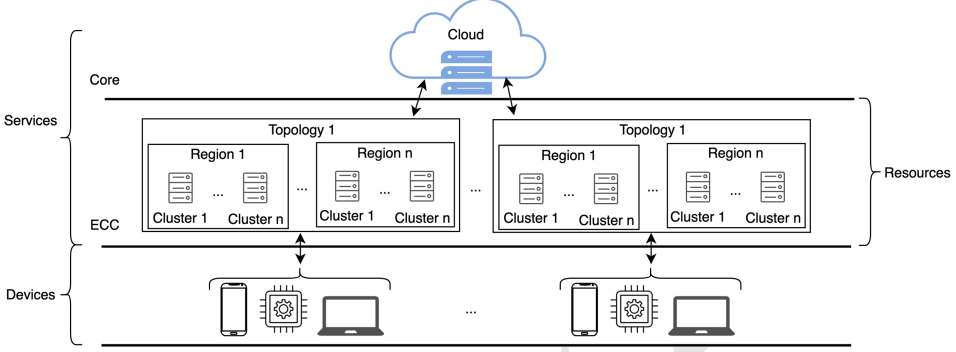 Cloud
Core
Services
Topology 1
Topology 1
Region 1
Region n
Region 1
Region n
Resources
...
...
...
...
...
...
...
Cluster 1
Cluster n
Cluster 1
Cluster n
Cluster 1
Cluster n
Cluster 1
Cluster n
ECC
Devices
...